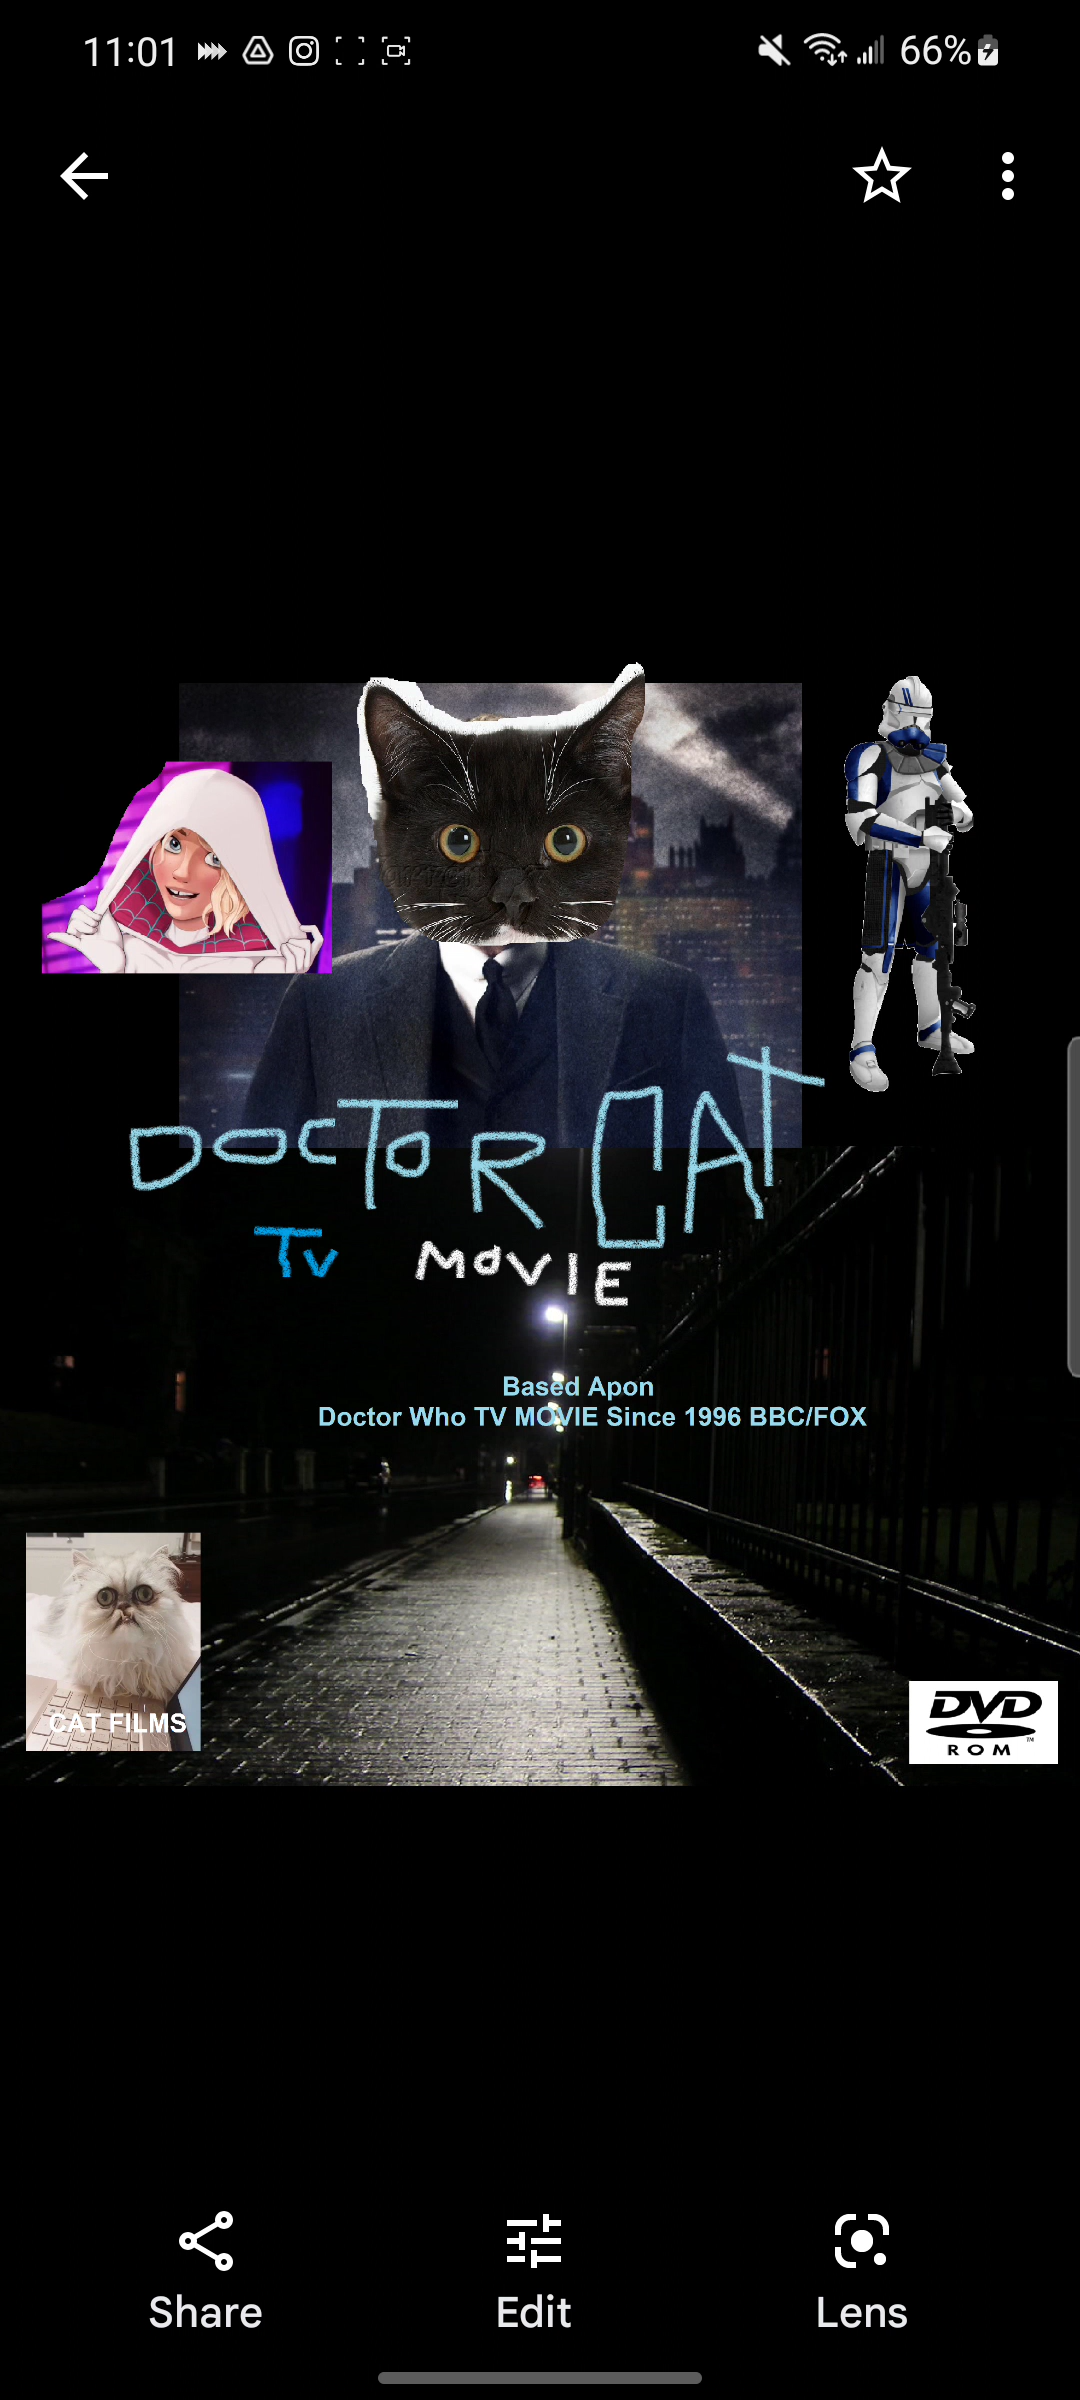 11:01
66%
DOCTOR CAT
TV MOVIE
Based Apon
Doctor Who TV MOVIE Since 1996 BBC/FOX
CAT FILMS
DVD
ROM
TM
Share Edit Lens